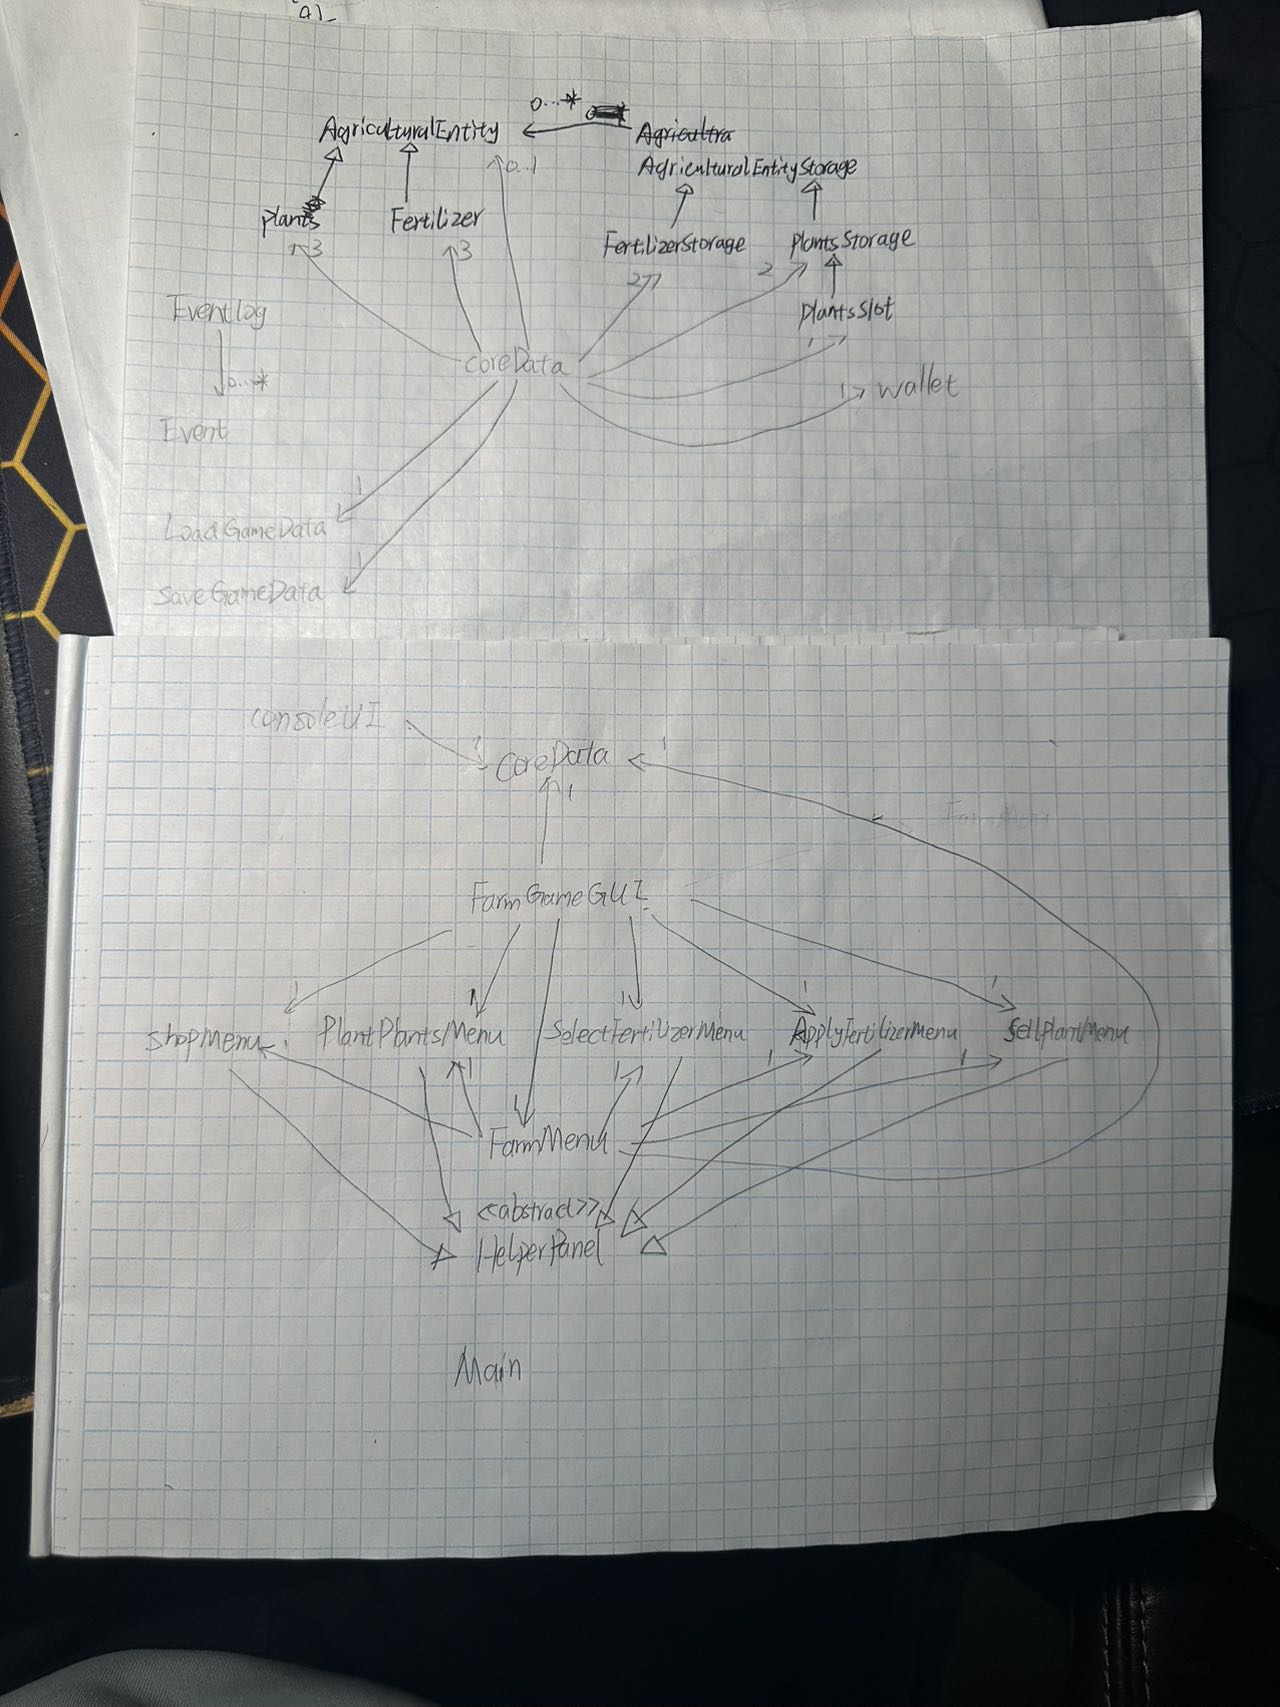 0...*
AgriculturalEntity
Agricultra
AgriculturalEntityStorage
0..1
Plants
Fertilizer
3
3
FertilizerStorage
PlantsStorage
2
2
PlantsSlot
EventLog
0...*
Event
coreData
1
1
wallet
1
LoadGameData
1
SaveGameData
consoleUI
1
CoreData
1
1
FarmGameGUI
1
1
1
1
1
ShopMenu
PlantPlantsMenu
SelectFertilizerMenu
ApplyFertilizerMenu
SellPlantMenu
1
1
1
1
FarmMenu
<<abstract>>
HelperPanel
Main